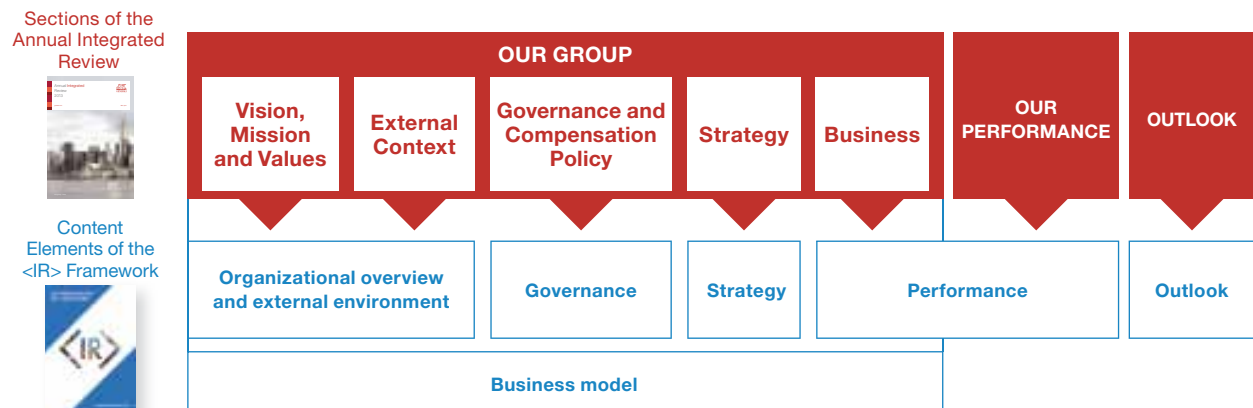 Sections of the
Annual Integrated
Review
OUR GROUP
Vision,
Mission
and Values
External
Context
Governance and
Compensation
Policy
Strategy
Business
OUR
PERFORMANCE
OUTLOOK
Content
Elements of the
<IR> Framework
<IR>
Organizational overview
and external environment
Governance
Strategy
Performance
Outlook
Business model